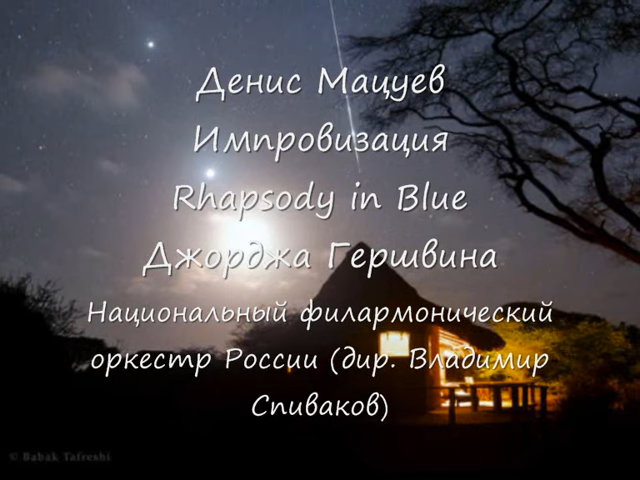 Денис Мацуев
Импровизация
Rhapsody in Blue
Джорджа Гершвина
Национальный филармонический
оркестр России (дир. Владимир
Спиваков)
© Babak Tafreshi